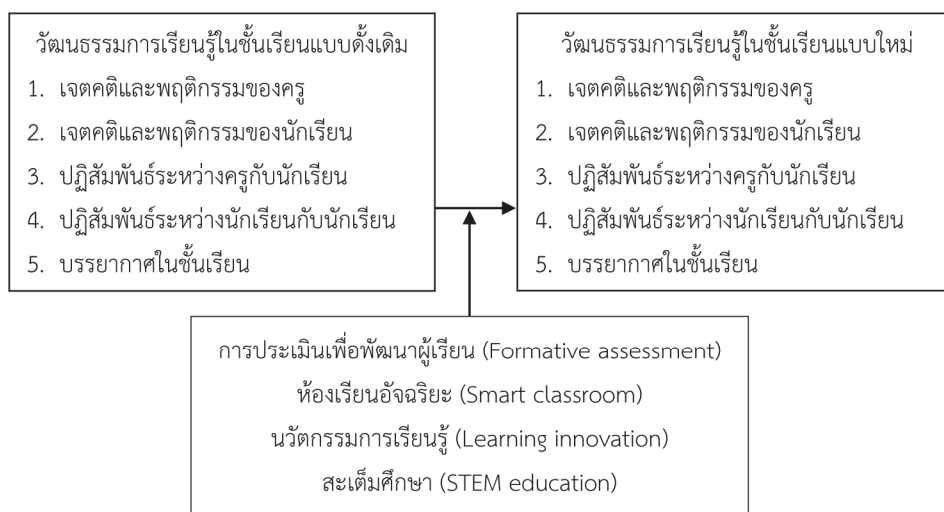 วัฒนธรรมการเรียนรู้ในชั้นเรียนแบบดั้งเดิม
1. เจตคติและพฤติกรรมของครู
2. เจตคติและพฤติกรรมของนักเรียน
3. ปฏิสัมพันธ์ระหว่างครูกับนักเรียน
4. ปฏิสัมพันธ์ระหว่างนักเรียนกับนักเรียน
5. บรรยากาศในชั้นเรียน
วัฒนธรรมการเรียนรู้ในชั้นเรียนแบบใหม่
1. เจตคติและพฤติกรรมของครู
2. เจตคติและพฤติกรรมของนักเรียน
3. ปฏิสัมพันธ์ระหว่างครูกับนักเรียน
4. ปฏิสัมพันธ์ระหว่างนักเรียนกับนักเรียน
5. บรรยากาศในชั้นเรียน
การประเมินเพื่อพัฒนาผู้เรียน (Formative assessment)
ห้องเรียนอัจฉริยะ (Smart classroom)
นวัตกรรมการเรียนรู้ (Learning innovation)
สะเต็มศึกษา (STEM education)